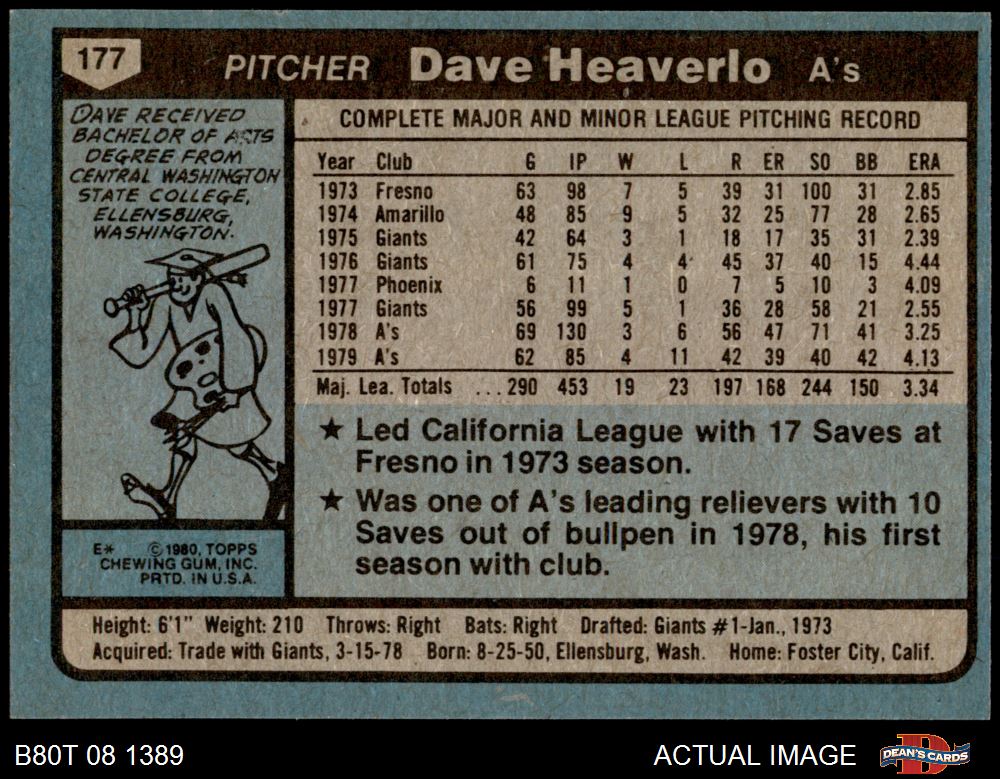 177 PITCHER Dave Heaverlo A's
DAVE RECEIVED
BACHELOR OF ARTS
DEGREE FROM
CENTRAL WASHINGTON
STATE COLLEGE,
ELLENSBURG,
WASHINGTON.
COMPLETE MAJOR AND MINOR LEAGUE PITCHING RECORD
Year Club G IP W L R ER SO BB ERA
1973 Fresno 63 98 7 5 39 31 100 31 2.85
1974 Amarillo 48 85 9 5 32 25 77 28 2.65
1975 Giants 42 64 3 1 18 17 35 31 2.39
1976 Giants 61 75 4 4 45 37 40 15 4.44
1977 Phoenix 6 11 1 0 7 5 10 3 4.09
1977 Giants 56 99 5 1 36 28 58 21 2.55
1978 A's 69 130 3 6 56 47 71 41 3.25
1979 A's 62 85 4 11 42 39 40 42 4.13
Maj. Lea. Totals ...290 453 19 23 197 168 244 150 3.34
★ Led California League with 17 Saves at
Fresno in 1973 season.
★ Was one of A's leading relievers with 10
Saves out of bullpen in 1978, his first
season with club.
E* ©1980, TOPPS
CHEWING GUM, INC.
PRTD. IN U.S.A.
Height: 6'1" Weight: 210 Throws: Right Bats: Right Drafted: Giants #1-Jan., 1973
Acquired: Trade with Giants, 3-15-78 Born: 8-25-50, Ellensburg, Wash. Home: Foster City, Calif.
B80T 08 1389 ACTUAL IMAGE DEAN'S CARDS